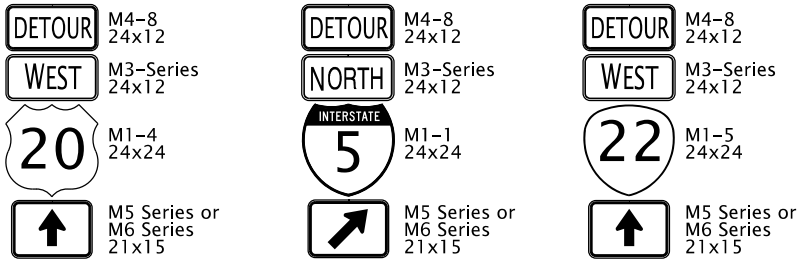 DETOUR
M4-8
24x12
WEST
M3-Series
24x12
20
M1-4
24x24
M5 Series or
M6 Series
21x15
DETOUR
M4-8
24x12
NORTH
M3-Series
24x12
INTERSTATE
5
M1-1
24x24
M5 Series or
M6 Series
21x15
DETOUR
M4-8
24x12
WEST
M3-Series
24x12
22
M1-5
24x24
M5 Series or
M6 Series
21x15